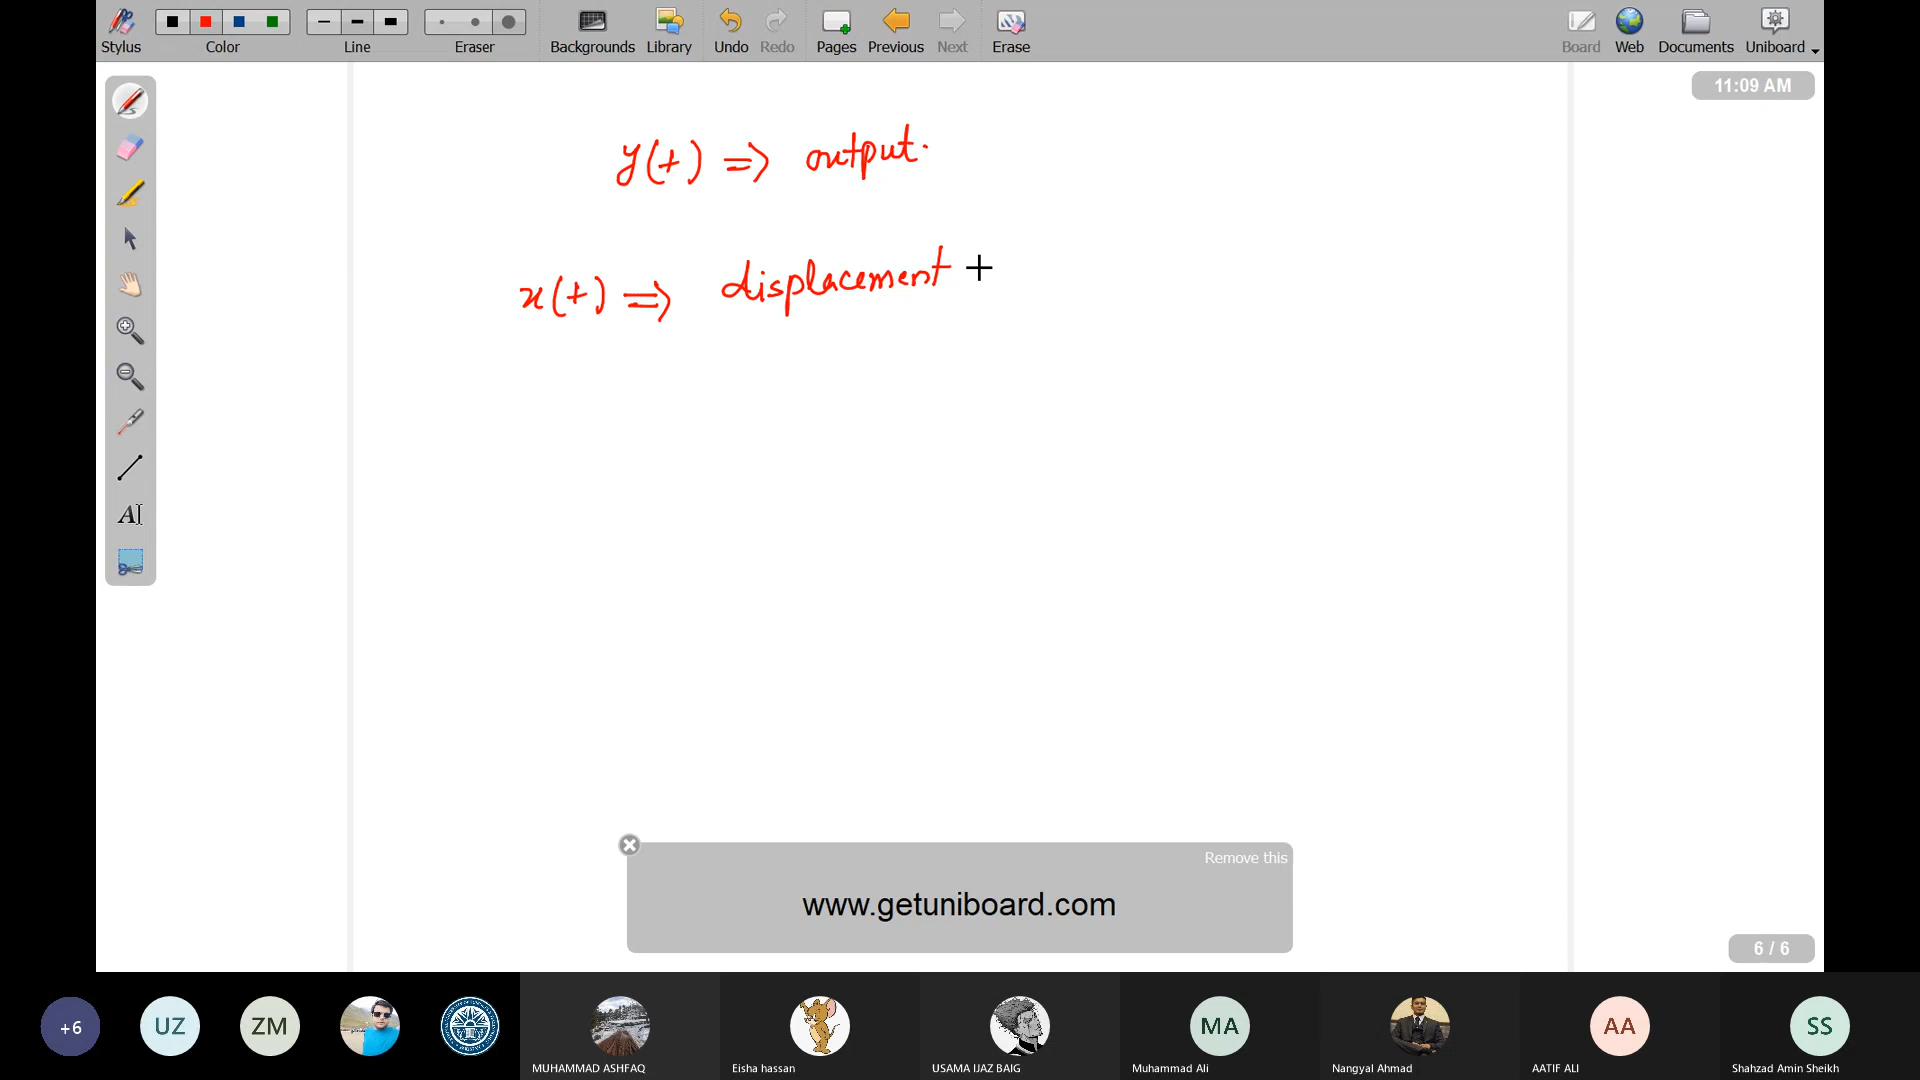 Stylus
Color
Line
Eraser
Backgrounds
Library
Undo
Redo
Pages
Previous
Next
Erase
Board
Web
Documents
Uniboard
11:09 AM
y(t) ⇒ output.
x(t) ⇒ displacement
AI
Remove this
www.getuniboard.com
6 / 6
+6
UZ
ZM
MA
AA
SS
MUHAMMAD ASHFAQ
Eisha hassan
USAMA IJAZ BAIG
Muhammad Ali
Nangyal Ahmad
AATIF ALI
Shahzad Amin Sheikh